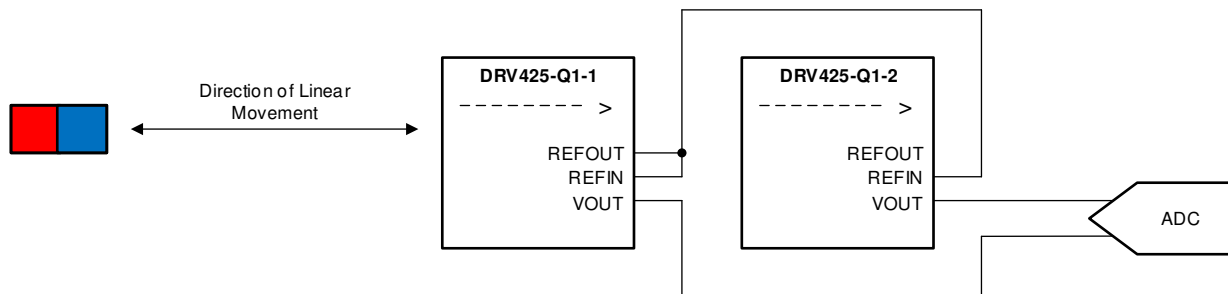 DRV425-Q1-1
DRV425-Q1-2
Direction of Linear
Movement
REFOUT
REFIN
VOUT
REFOUT
REFIN
VOUT
ADC